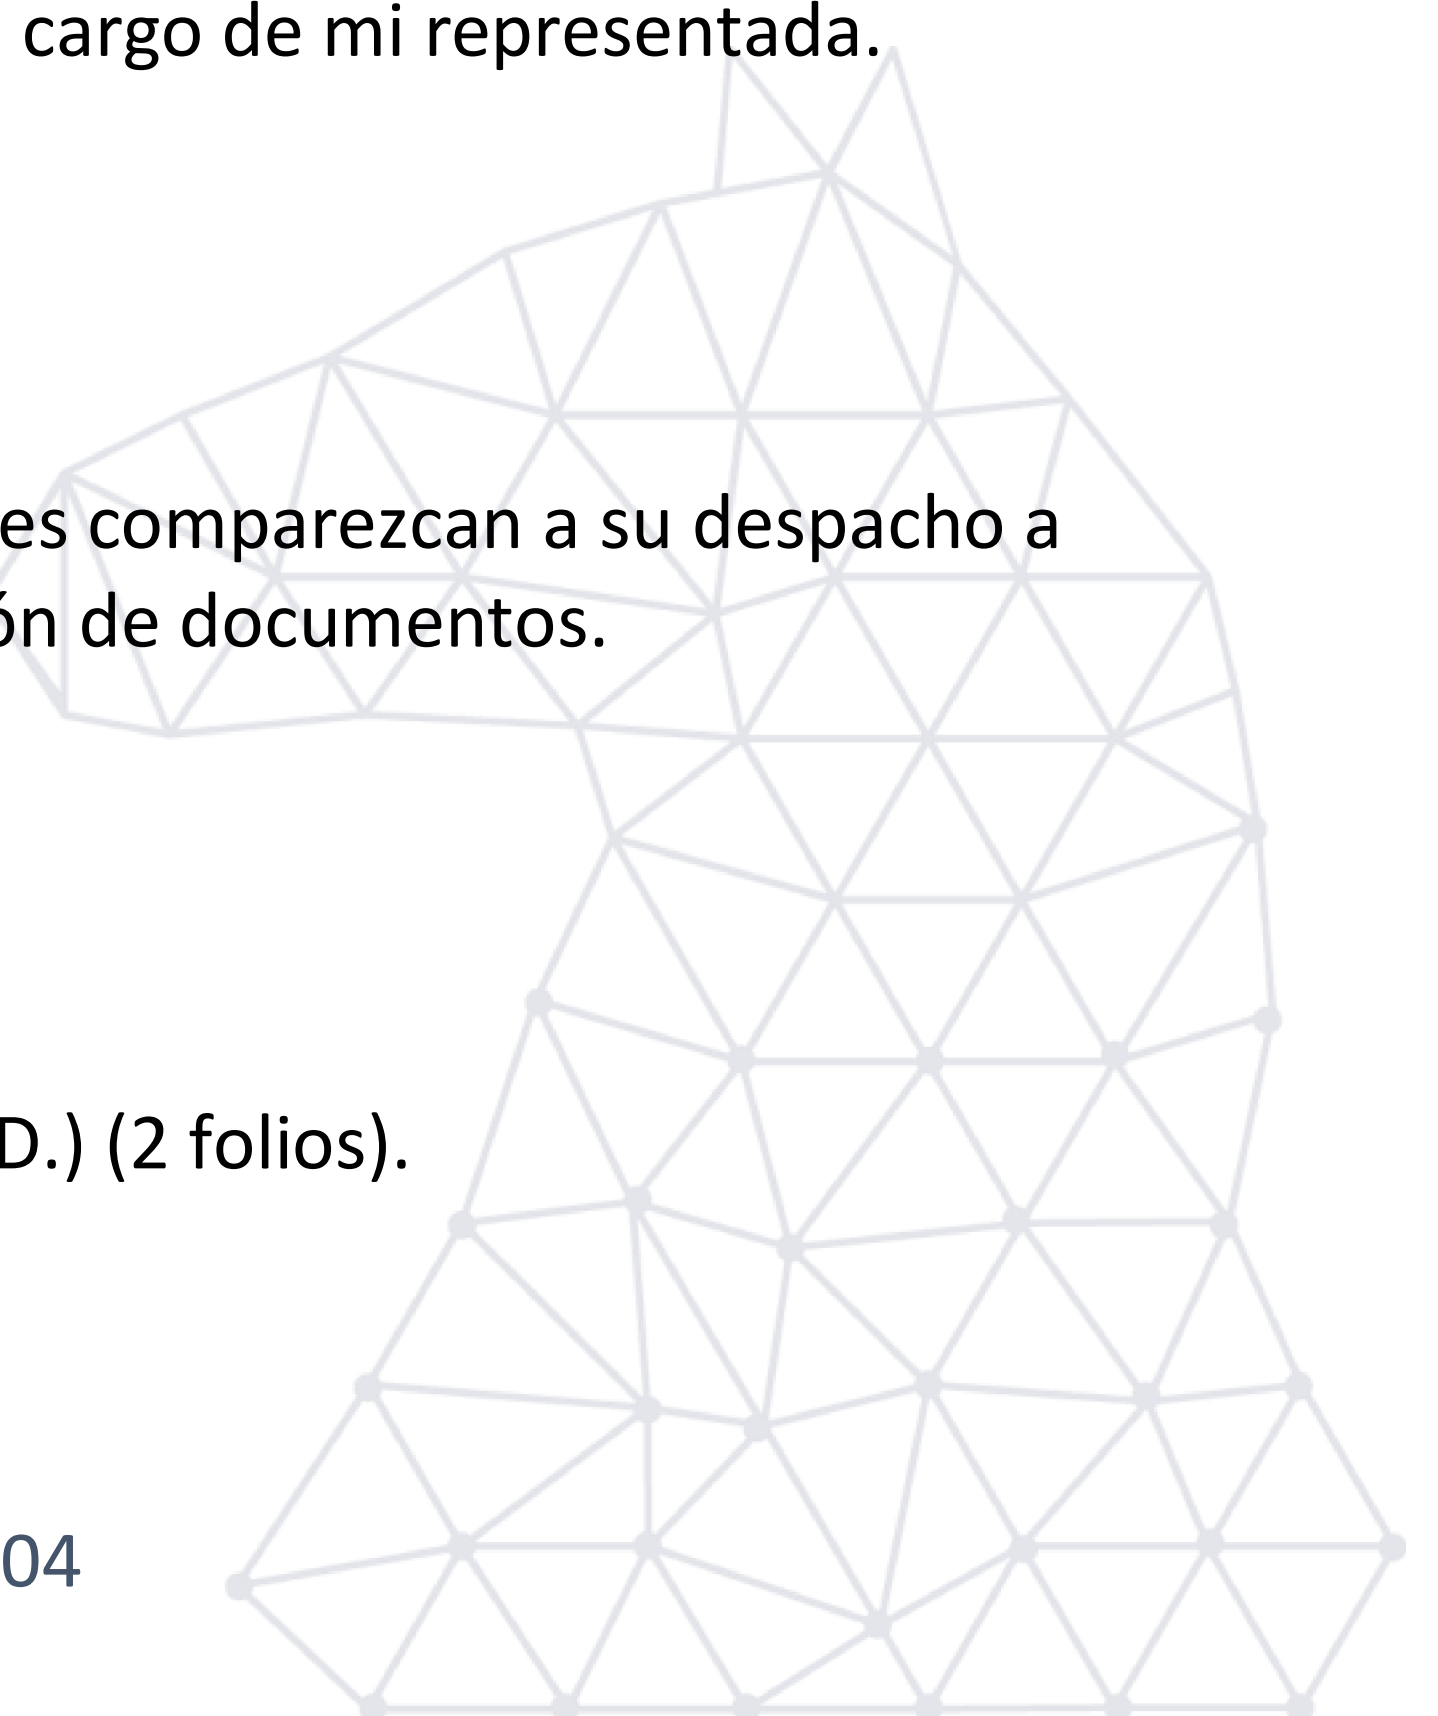 cargo de mi representada.
es comparezcan a su despacho a
ón de documentos.
D.) (2 folios).
04